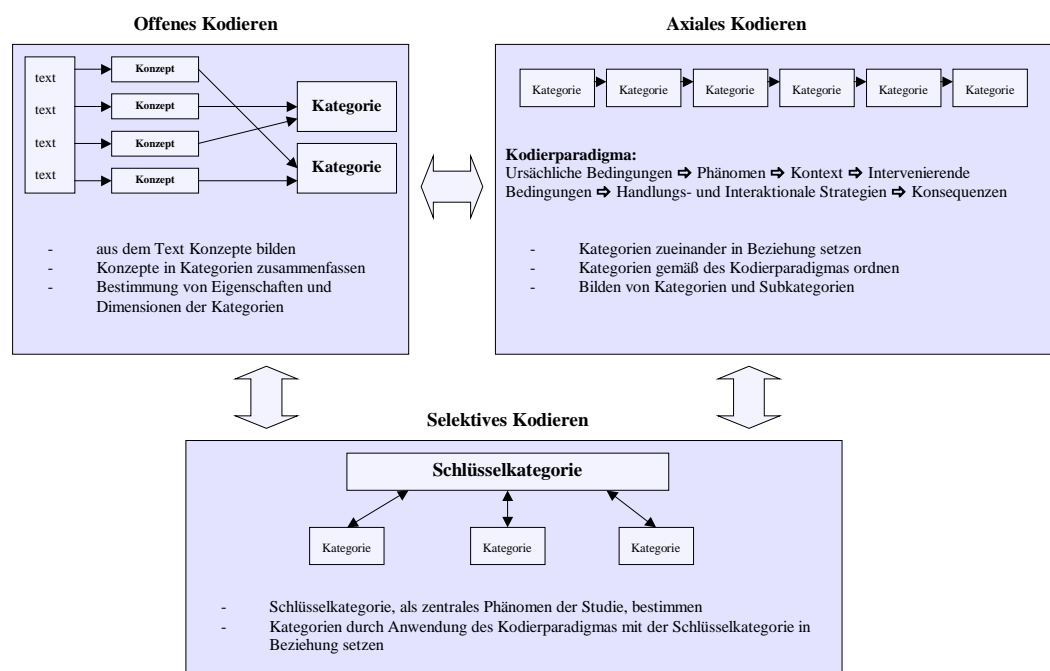 Offenes Kodieren
text
text
text
text
Konzept
Konzept
Konzept
Konzept
Kategorie
Kategorie
- aus dem Text Konzepte bilden
- Konzepte in Kategorien zusammenfassen
- Bestimmung von Eigenschaften und
Dimensionen der Kategorien
Axiales Kodieren
Kategorie Kategorie Kategorie Kategorie Kategorie Kategorie
Kodierparadigma:
Ursächliche Bedingungen ➪ Phänomen ➪ Kontext ➪ Intervenierende
Bedingungen ➪ Handlungs- und Interaktionale Strategien ➪ Konsequenzen
- Kategorien zueinander in Beziehung setzen
- Kategorien gemäß des Kodierparadigmas ordnen
- Bilden von Kategorien und Subkategorien
Selektives Kodieren
Schlüsselkategorie
Kategorie Kategorie Kategorie
- Schlüsselkategorie, als zentrales Phänomen der Studie, bestimmen
- Kategorien durch Anwendung des Kodierparadigmas mit der Schlüsselkategorie in
Beziehung setzen